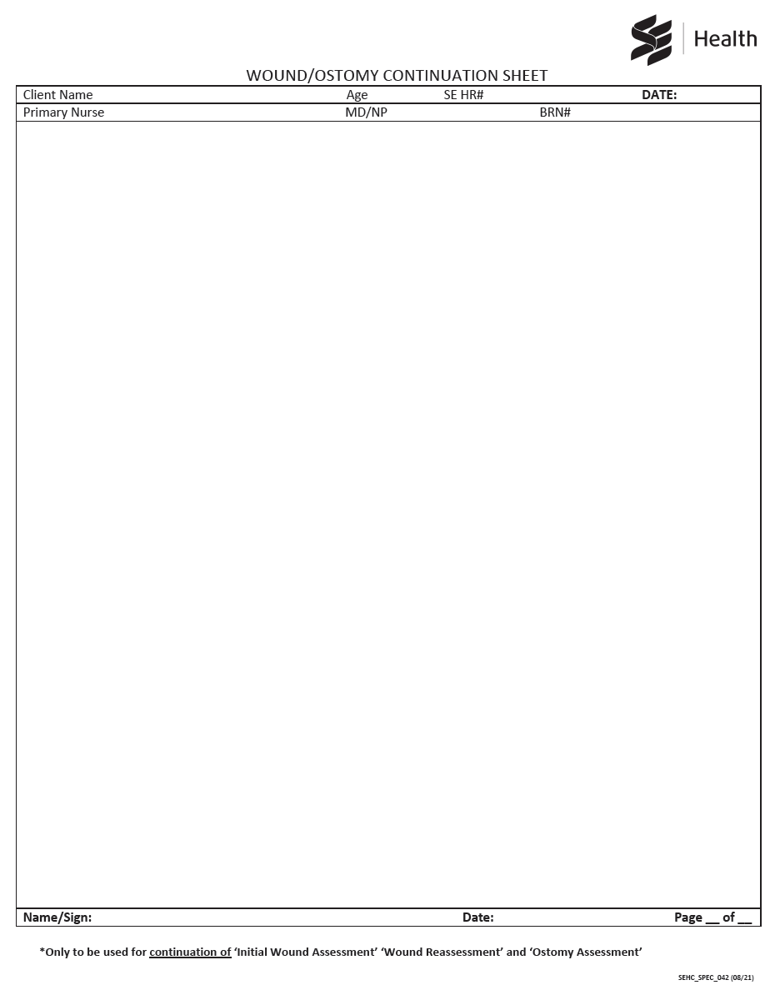 Health
WOUND/OSTOMY CONTINUATION SHEET
Client Name Age SE HR# DATE:
Primary Nurse MD/NP BRN#
Name/Sign: Date: Page __ of __
*Only to be used for continuation of ‘Initial Wound Assessment’ ‘Wound Reassessment’ and ‘Ostomy Assessment’
SEHC_SPEC_042 (08/21)